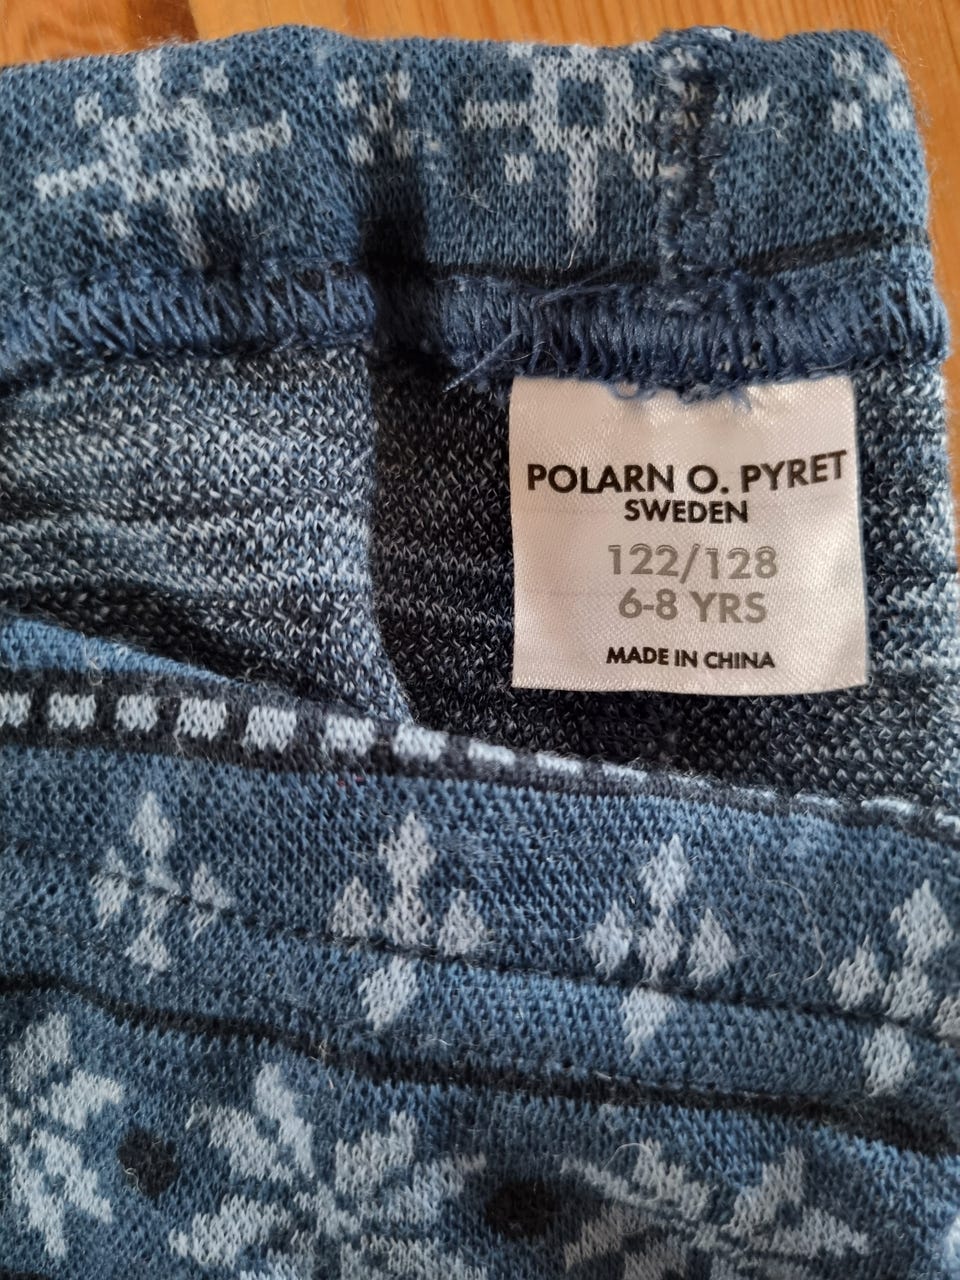 POLARN O. PYRET
SWEDEN
122/128
6-8 YRS
MADE IN CHINA